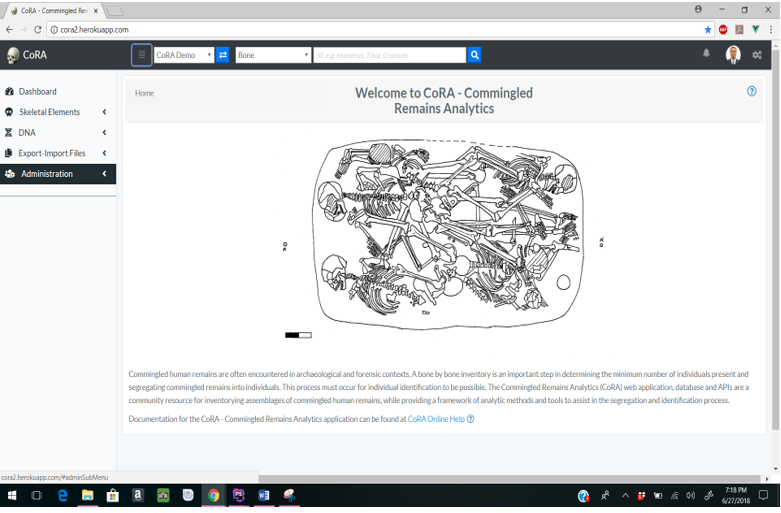 CoRA - Commingled Rem
cora2.herokuapp.com/
CoRA
CoRA Demo
Bone
SE e.g. Humerus, Tibia, Cranium
Dashboard
Skeletal Elements
DNA
Export-Import Files
Administration
Home
Welcome to CoRA - Commingled
Remains Analytics
Commingled human remains are often encountered in archaeological and forensic contexts. A bone by bone inventory is an important step in determining the minimum number of individuals present and
segregating commingled remains into individuals. This process must occur for individual identification to be possible. The Commingled Remains Analytics (CoRA) web application, database and APIs are a
community resource for inventorying assemblages of commingled human remains, while providing a framework of analytic methods and tools to assist in the segregation and identification process.
Documentation for the CoRA - Commingled Remains Analytics application can be found at CoRA Online Help
cora2.herokuapp.com/#adminSubMenu
7:18 PM
6/27/2018